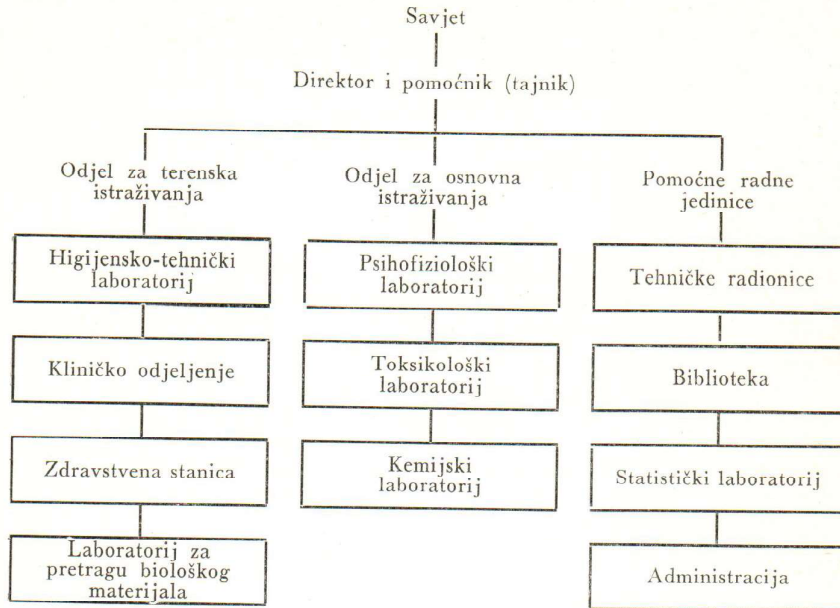 Savjet
Direktor i pomoćnik (tajnik)
Odjel za terenska
istraživanja
Higijensko-tehnički
laboratorij
Kliničko odjeljenje
Zdravstvena stanica
Laboratorij za
pretragu biološkog
materijala
Odjel za osnovna
istraživanja
Psihofiziološki
laboratorij
Toksikološki
laboratorij
Kemijski
laboratorij
Pomoćne radne
jedinice
Tehničke radionice
Biblioteka
Statistički laboratorij
Administracija